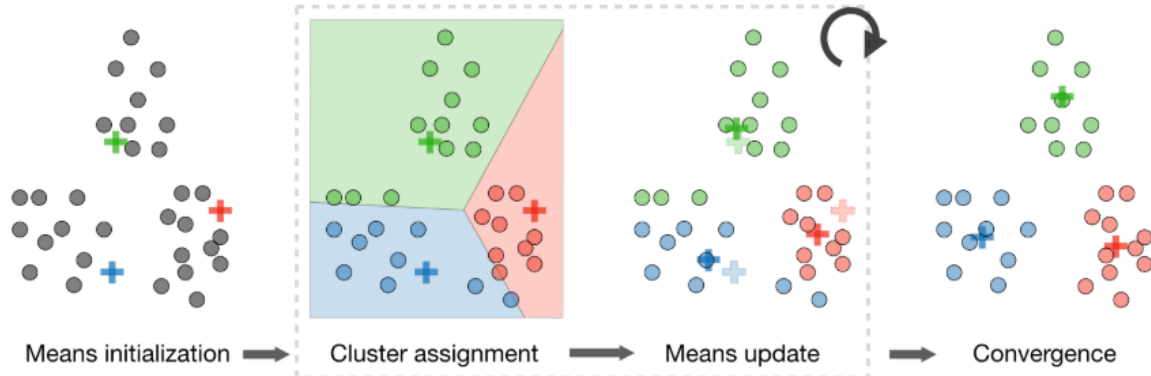 Means initialization
Cluster assignment
Means update
Convergence